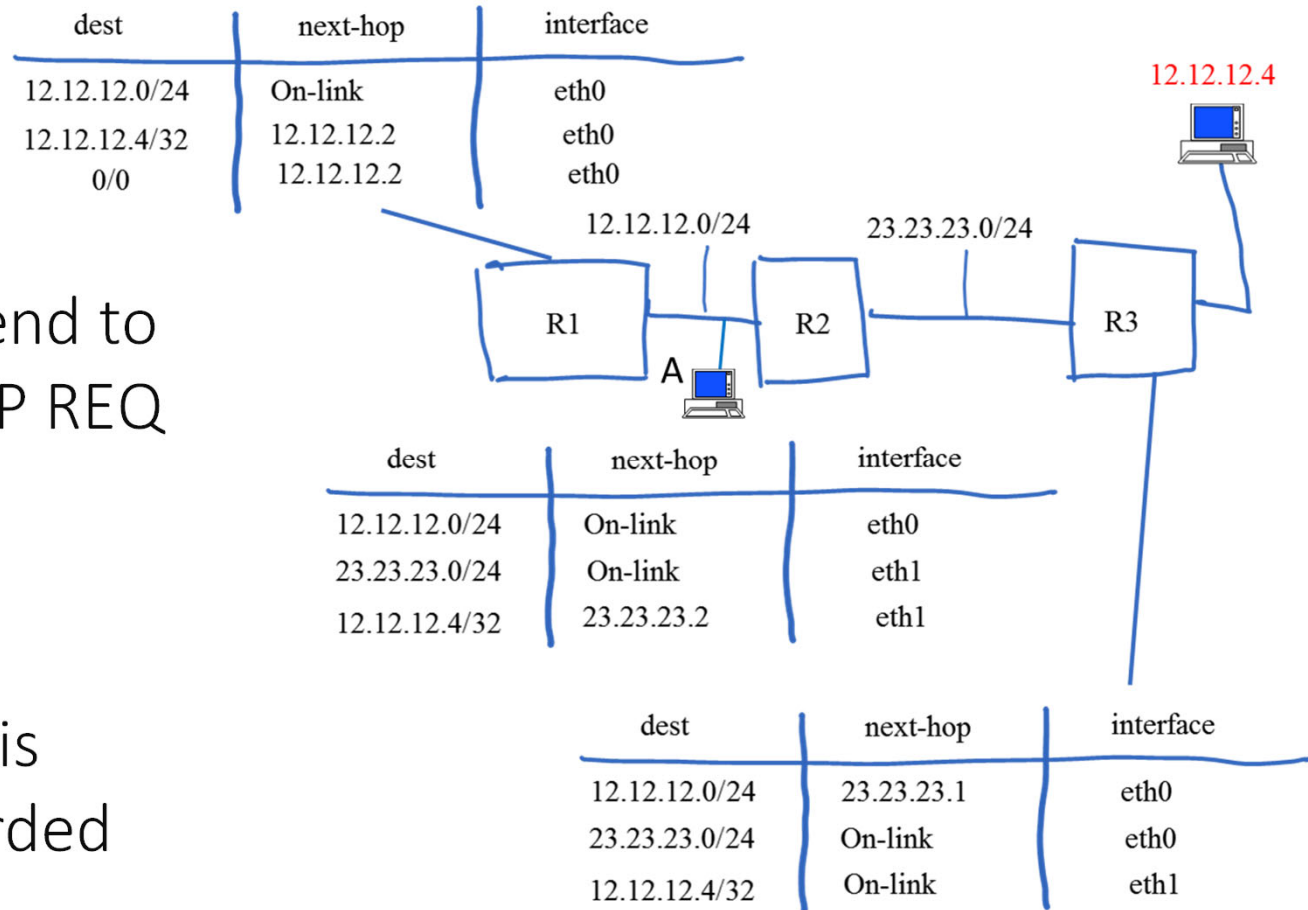 dest next-hop interface
12.12.12.0/24 On-link eth0
12.12.12.4/32 12.12.12.2 eth0
0/0 12.12.12.2 eth0
12.12.12.4
12.12.12.0/24 23.23.23.0/24
end to
P REQ
R1 R2 R3
A
dest next-hop interface
12.12.12.0/24 On-link eth0
23.23.23.0/24 On-link eth1
12.12.12.4/32 23.23.23.2 eth1
is
rded
dest next-hop interface
12.12.12.0/24 23.23.23.1 eth0
23.23.23.0/24 On-link eth0
12.12.12.4/32 On-link eth1